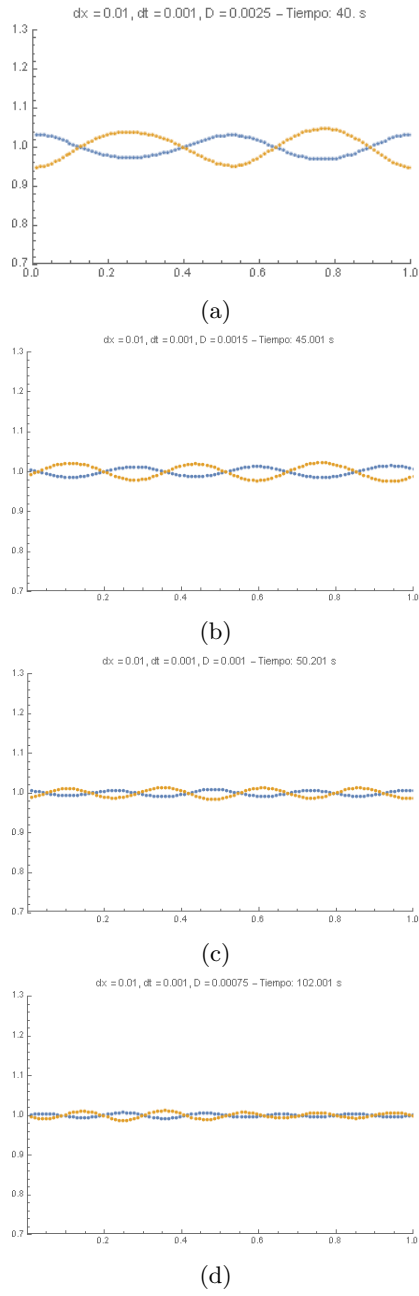 dx = 0.01, dt = 0.001, D = 0.0025 – Tiempo: 40. s
1.3
1.2
1.1
1.0
0.9
0.8
0.7
0.0 0.2 0.4 0.6 0.8 1.0
(a)
dx = 0.01, dt = 0.001, D = 0.0015 – Tiempo: 45.001 s
1.3
1.2
1.1
1.0
0.9
0.8
0.7
0.2 0.4 0.6 0.8 1.0
(b)
dx = 0.01, dt = 0.001, D = 0.001 – Tiempo: 50.201 s
1.3
1.2
1.1
1.0
0.9
0.8
0.7
0.2 0.4 0.6 0.8 1.0
(c)
dx = 0.01, dt = 0.001, D = 0.00075 – Tiempo: 102.001 s
1.3
1.2
1.1
1.0
0.9
0.8
0.7
0.2 0.4 0.6 0.8 1.0
(d)